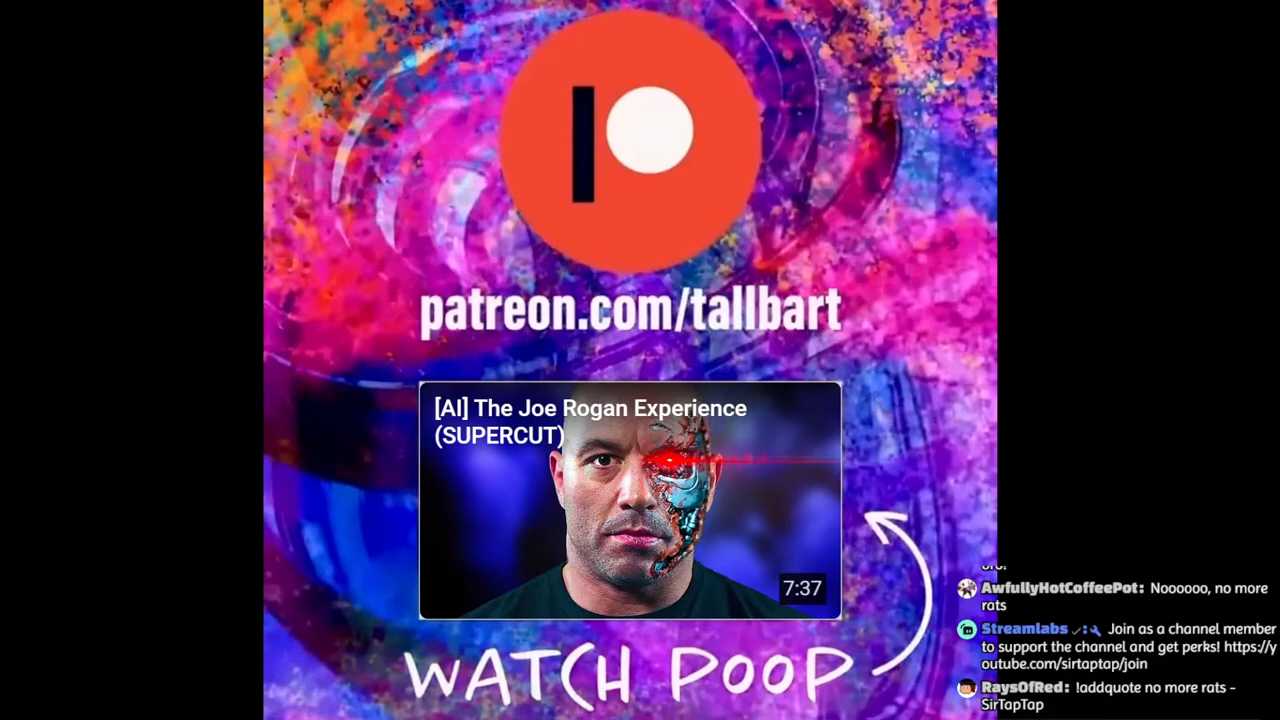 patreon.com/tallbart
[AI] The Joe Rogan Experience
(SUPERCUT)
7:37
WATCH POOP
AwfullyHotCoffeePot: Noooooo, no more
rats
Streamlabs Join as a channel member
to support the channel and get perks! https://y
outube.com/sirtaptap/join
RaysOfRed: !addquote no more rats -
SirTapTap